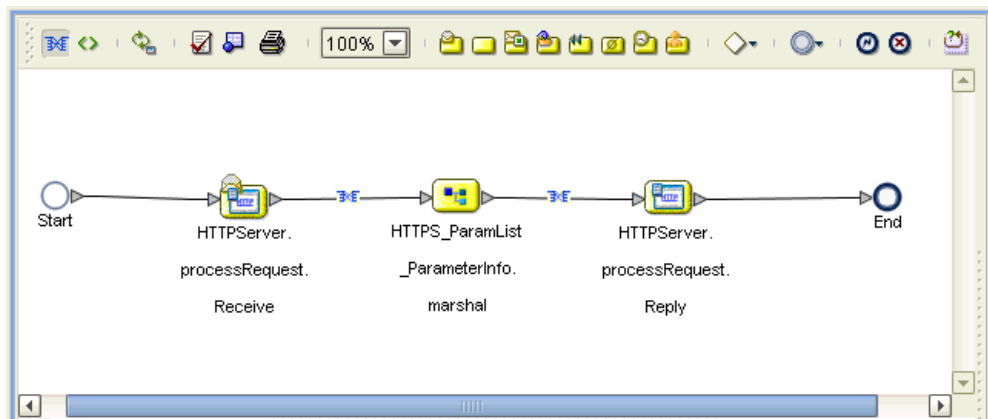 100%
Start
HTTPServer.
processRequest.
Receive
HTTPS_ParamList
_ParameterInfo.
marshal
HTTPServer.
processRequest.
Reply
End